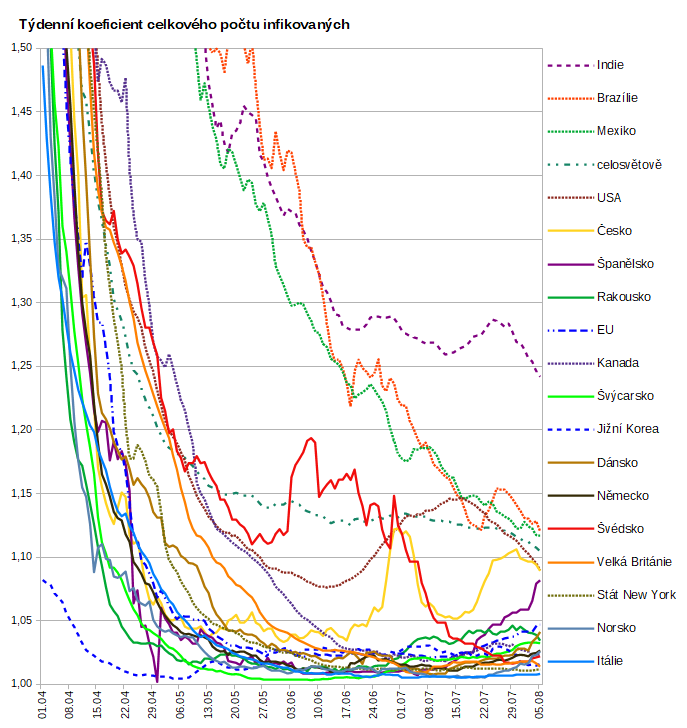 Týdenní koeficient celkového počtu infikovaných
1,50
1,45
1,40
1,35
1,30
1,25
1,20
1,15
1,10
1,05
1,00
01.04
08.04
15.04
22.04
29.04
06.05
13.05
20.05
27.05
03.06
10.06
17.06
24.06
01.07
08.07
15.07
22.07
29.07
05.08
Indie
Brazílie
Mexiko
celosvětově
USA
Česko
Španělsko
Rakousko
EU
Kanada
Švýcarsko
Jižní Korea
Dánsko
Německo
Švédsko
Velká Británie
Stát New York
Norsko
Itálie